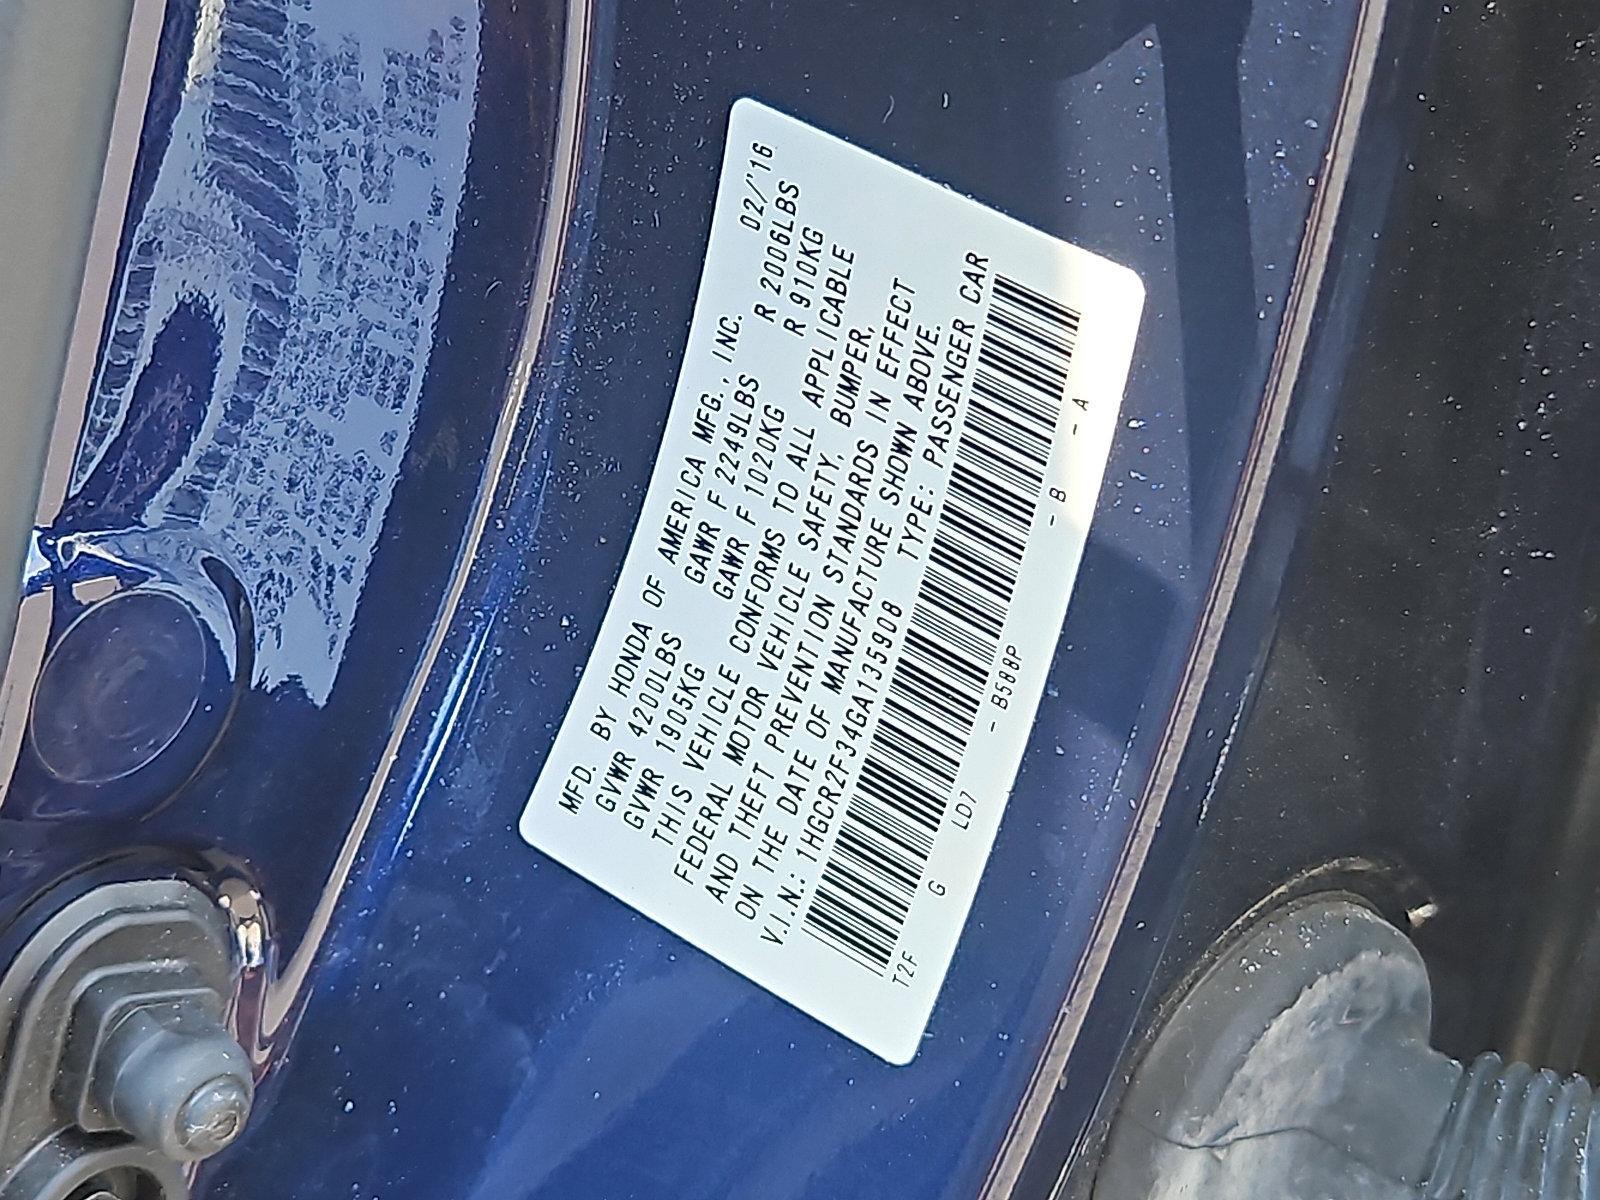 MFD. BY HONDA OF AMERICA MFG., INC. 02/'16
GVWR 4200LBS GAWR F 2249LBS R 2006LBS
GVWR 1905KG GAWR F 1020KG R 910KG
THIS VEHICLE CONFORMS TO ALL APPLICABLE
FEDERAL MOTOR VEHICLE SAFETY, BUMPER,
AND THEFT PREVENTION STANDARDS IN EFFECT
ON THE DATE OF MANUFACTURE SHOWN ABOVE.
V.I.N.: 1HGCR2F34GA135908 TYPE: PASSENGER CAR
T2F G LD7 - B588P - B - A